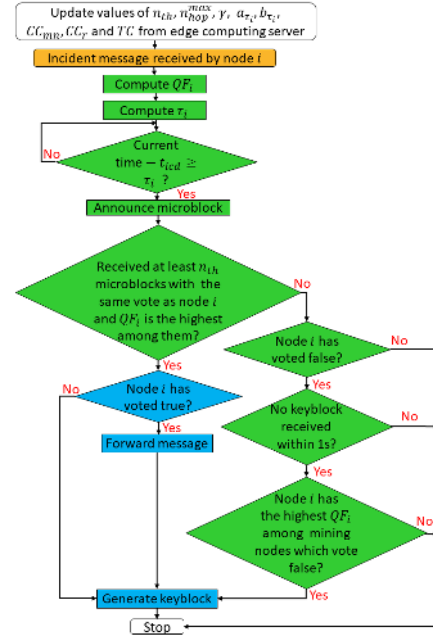 Update values of n_th, n_hop^max, γ, a_τi, b_τi,
CC_mn, CC_r and TC from edge computing server
Incident message received by node i
Compute QF_i
Compute τ_i
No
Current
time − t_icd ≥
τ_i ?
Yes
Announce microblock
Received at least n_th
microblocks with the
same vote as node i
and QF_i is the highest
among them?
No
Yes
Node i has
voted false?
No
Yes
No
Node i has
voted true?
Yes
Forward message
No keyblock
received
within 1s?
No
Yes
Node i has
the highest QF_i
among mining
nodes which vote
false?
No
Yes
Generate keyblock
Stop